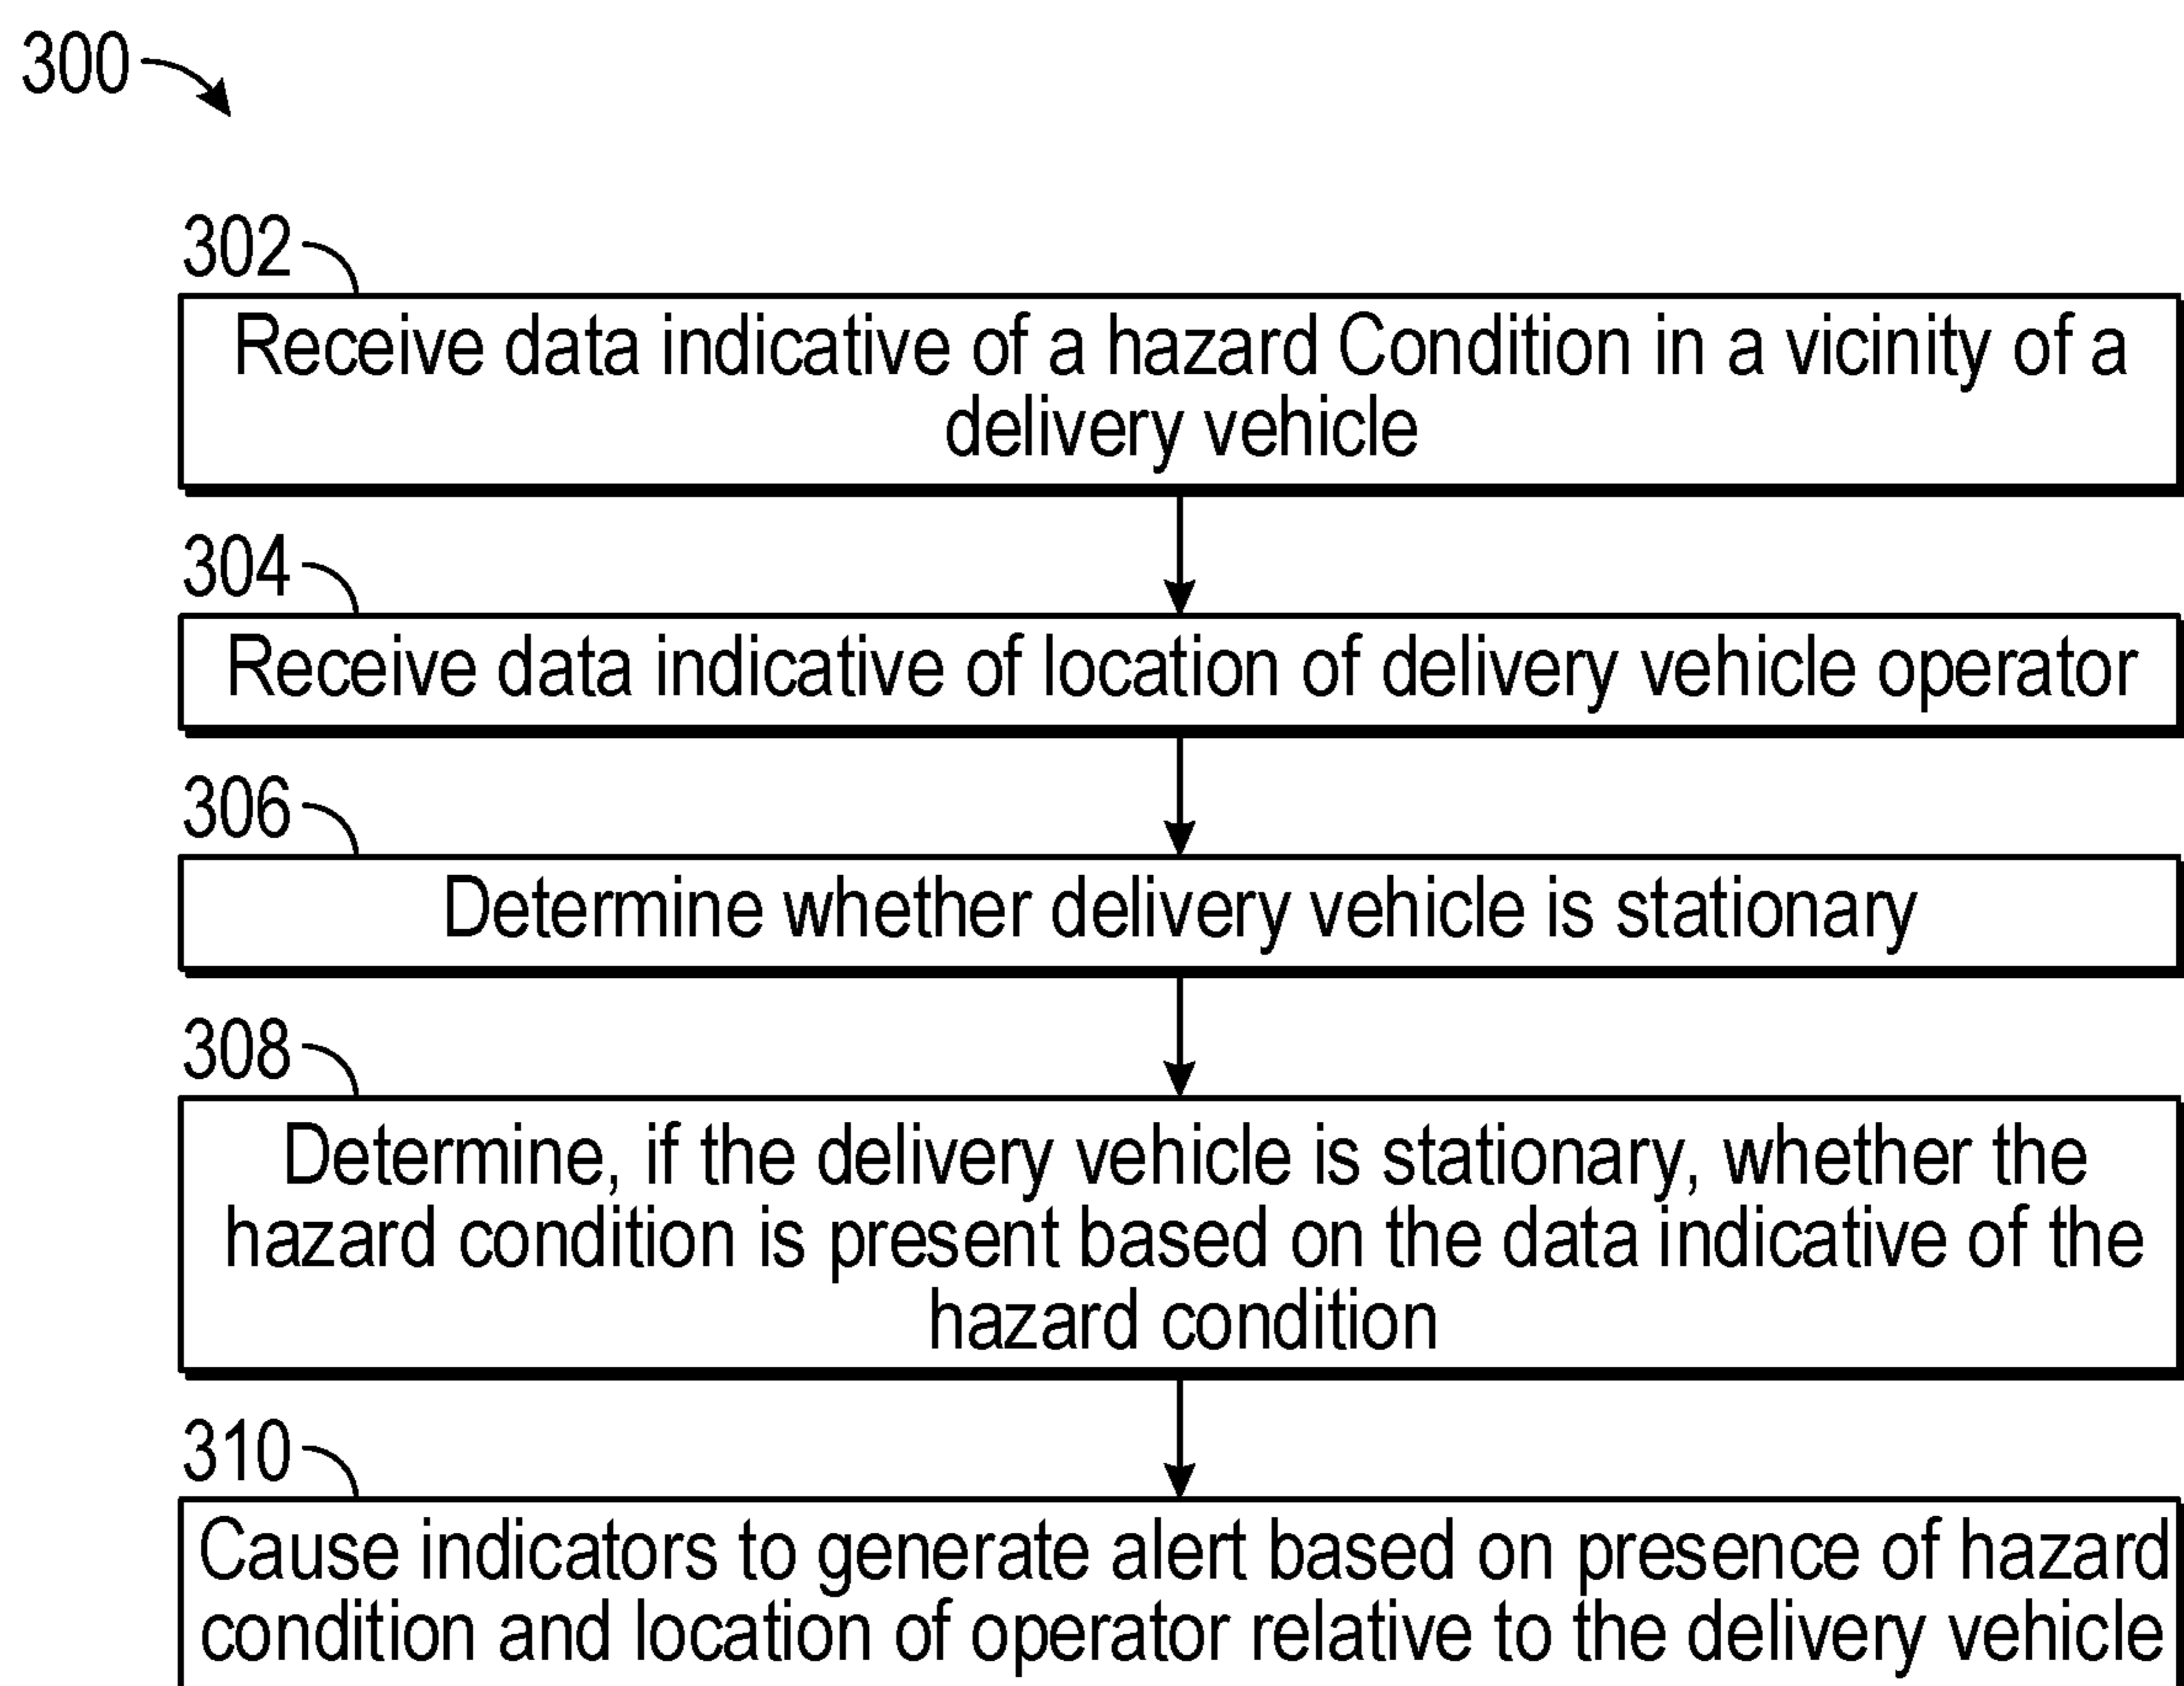 300
302
Receive data indicative of a hazard Condition in a vicinity of a
delivery vehicle
304
Receive data indicative of location of delivery vehicle operator
306
Determine whether delivery vehicle is stationary
308
Determine, if the delivery vehicle is stationary, whether the
hazard condition is present based on the data indicative of the
hazard condition
310
Cause indicators to generate alert based on presence of hazard
condition and location of operator relative to the delivery vehicle